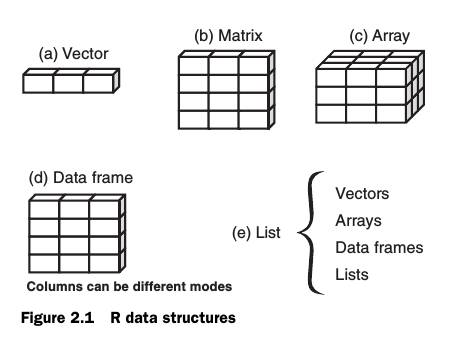 (a) Vector
(b) Matrix
(c) Array
(d) Data frame
Columns can be different modes
(e) List
Vectors
Arrays
Data frames
Lists
Figure 2.1 R data structures